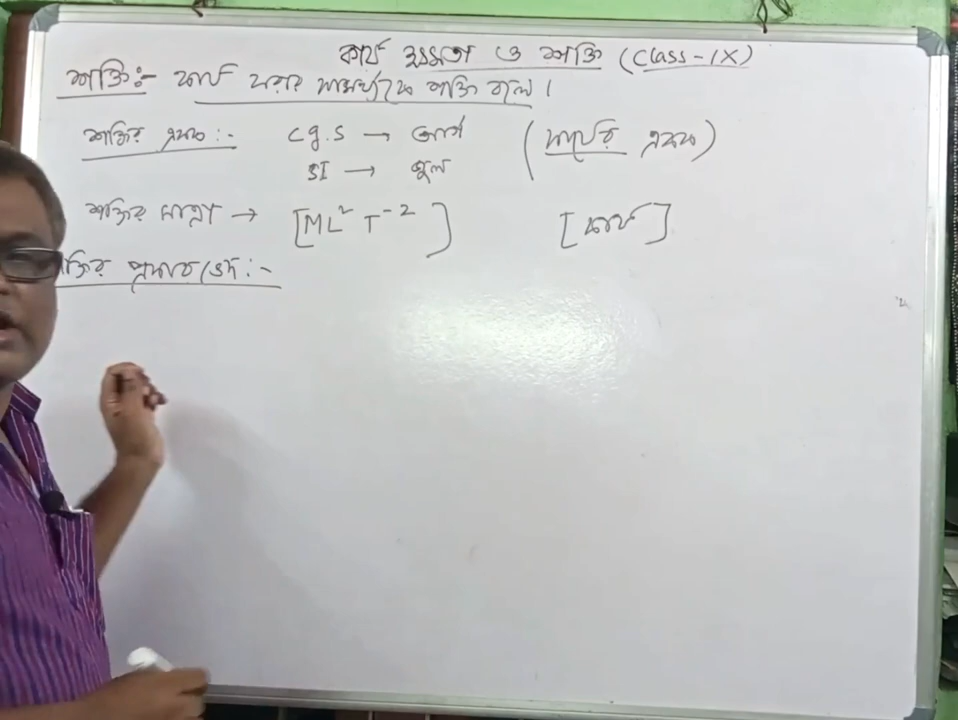 কার্য ক্ষমতা ও শক্তি (Class-IX)
শক্তি:- কার্য করার সামর্থ্যকে শক্তি বলে।
শক্তির একক:- C.g.S → আর্গ (কার্যের একক)
SI → জুল
শক্তির মাত্রা → [ML² T⁻²] [কার্য]
শক্তির প্রকারভেদ:-